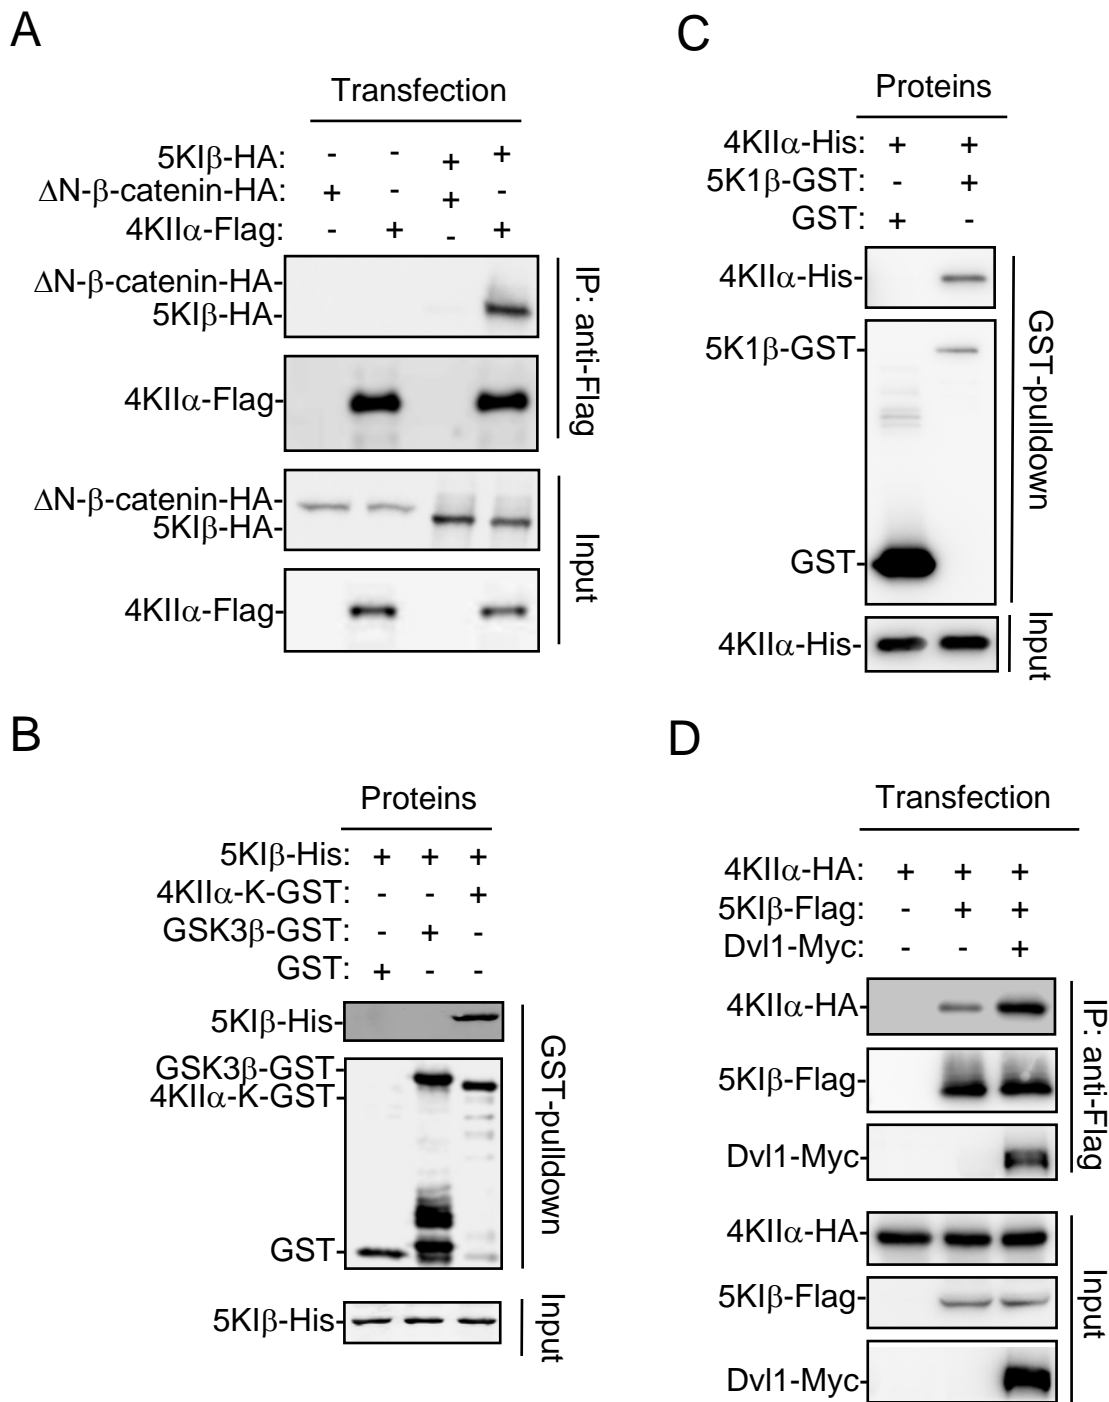 A
Transfection
5KIβ-HA: - - + +
ΔN-β-catenin-HA: + - + -
4KIIα-Flag: - + - +
ΔN-β-catenin-HA-
5KIβ-HA-
4KIIα-Flag-
IP: anti-Flag
ΔN-β-catenin-HA-
5KIβ-HA-
4KIIα-Flag-
Input
B
Proteins
5KIβ-His: + + +
4KIIα-K-GST: - - +
GSK3β-GST: - + -
GST: + - -
5KIβ-His-
GSK3β-GST-
4KIIα-K-GST-
GST-
GST-pulldown
5KIβ-His-
Input
C
Proteins
4KIIα-His: + +
5K1β-GST: - +
GST: + -
4KIIα-His-
5K1β-GST-
GST-
GST-pulldown
4KIIα-His-
Input
D
Transfection
4KIIα-HA: + + +
5KIβ-Flag: - + +
Dvl1-Myc: - - +
4KIIα-HA-
5KIβ-Flag-
Dvl1-Myc-
IP: anti-Flag
4KIIα-HA-
5KIβ-Flag-
Dvl1-Myc-
Input